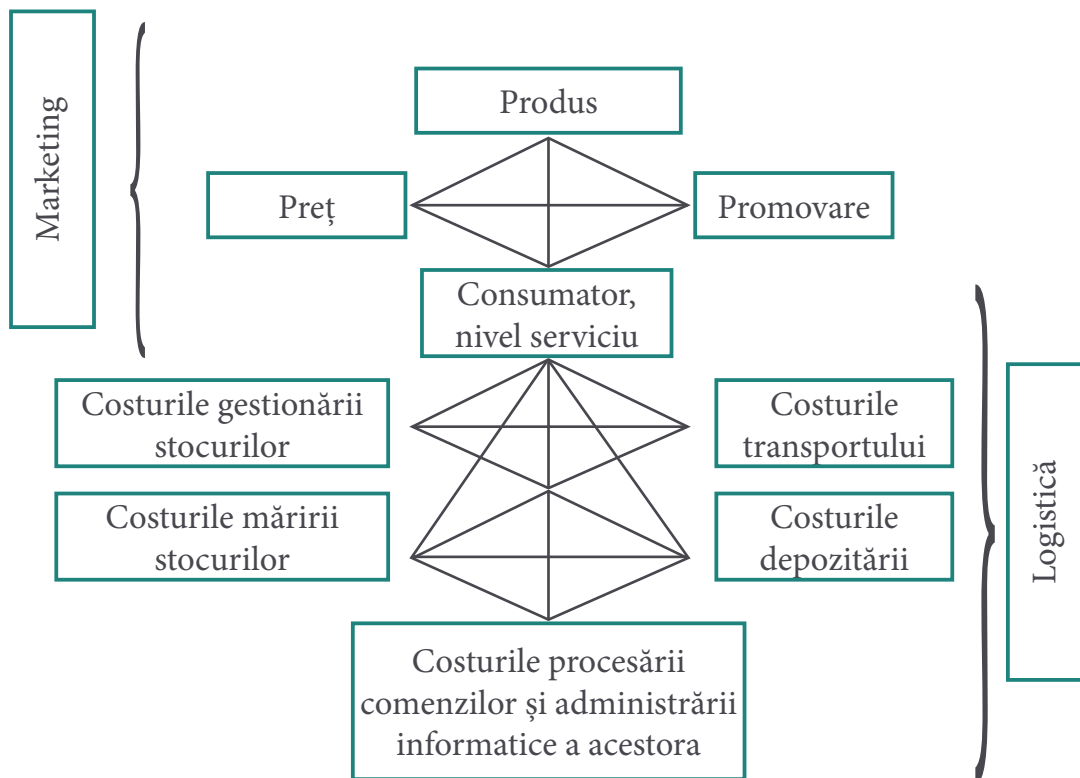 Marketing
Produs
Preț
Promovare
Consumator,
nivel serviciu
Costurile gestionării
stocurilor
Costurile
transportului
Costurile măririi
stocurilor
Costurile
depozitării
Logistică
Costurile procesării
comenzilor și administrării
informatice a acestora